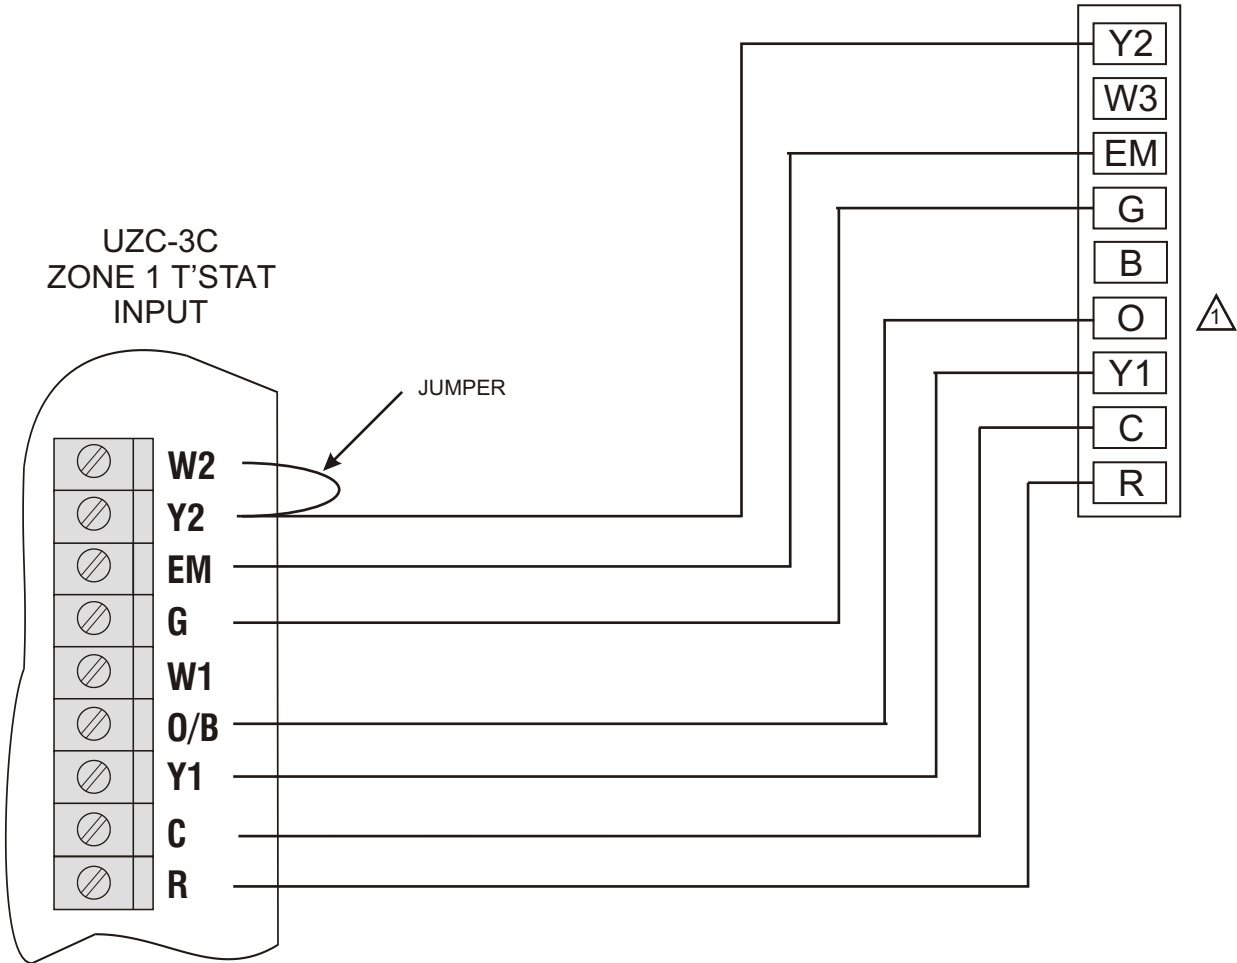 UZC-3C
ZONE 1 T'STAT
INPUT
JUMPER
W2
Y2
EM
G
W1
O/B
Y1
C
R
Y2
W3
EM
G
B
O
1
Y1
C
R